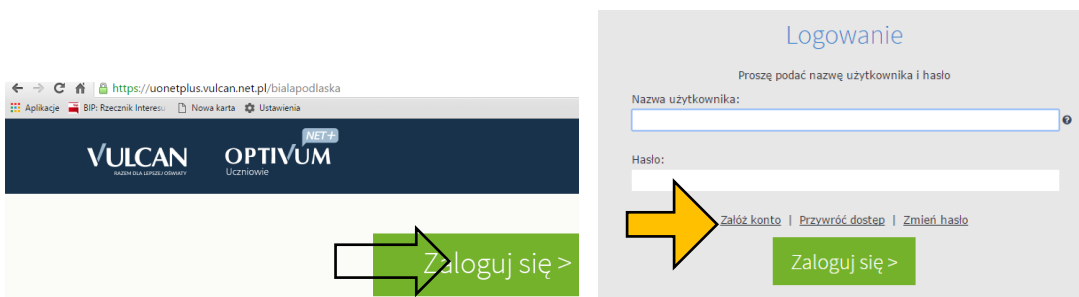 https://uonetplus.vulcan.net.pl/bialapodlaska
Aplikacje BIP: Rzecznik Interesu Nowa karta Ustawienia
VULCAN
RAZEM DLA LEPSZEJ OŚWIATY
OPTIVUM NET+
Uczniowie
Zaloguj się >
Logowanie
Proszę podać nazwę użytkownika i hasło
Nazwa użytkownika:
Hasło:
Załóż konto | Przywróć dostęp | Zmień hasło
Zaloguj się >